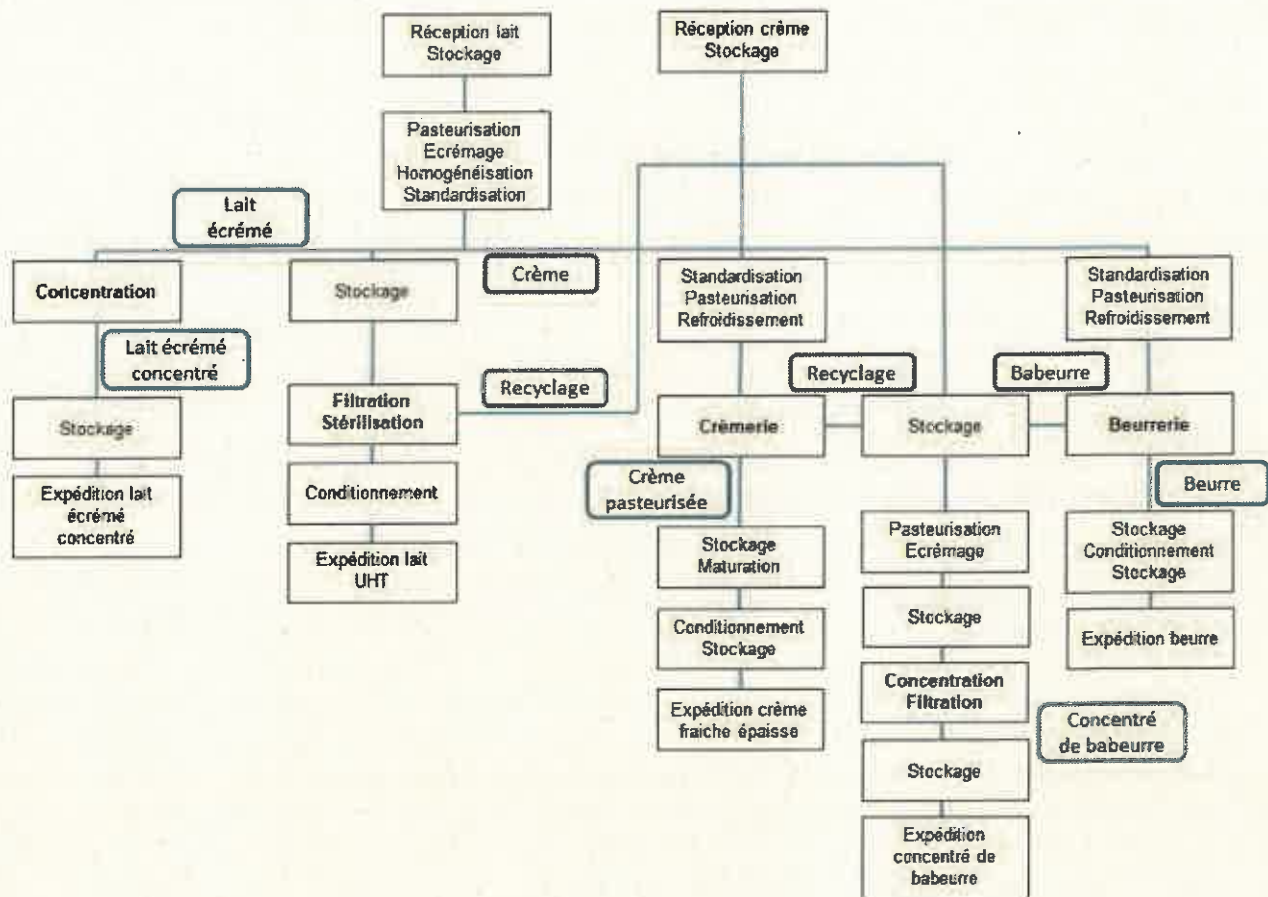 Réception lait
Stockage
Réception crème
Stockage
Pasteurisation
Ecrémage
Homogénéisation
Standardisation
Lait
écrémé
Crème
Concentration
Stockage
Standardisation
Pasteurisation
Refroidissement
Standardisation
Pasteurisation
Refroidissement
Lait écrémé
concentré
Recyclage
Recyclage
Babeurre
Stockage
Filtration
Stérilisation
Crèmerie
Stockage
Beurrerie
Expédition lait
écrémé
concentré
Conditionnement
Crème
pasteurisée
Beurre
Expédition lait
UHT
Stockage
Maturation
Pasteurisation
Ecrémage
Stockage
Conditionnement
Stockage
Conditionnement
Stockage
Stockage
Expédition beurre
Expédition crème
fraiche épaisse
Concentration
Filtration
Concentré
de babeurre
Stockage
Expédition
concentré de
babeurre